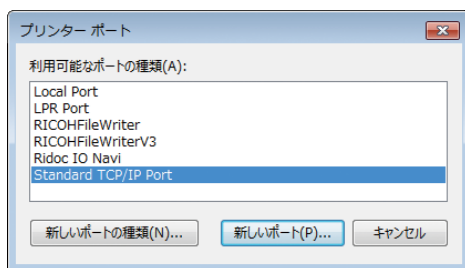 プリンター ポート
利用可能なポートの種類(A):
Local Port
LPR Port
RICOHFileWriter
RICOHFileWriterV3
Ridoc IO Navi
Standard TCP/IP Port
新しいポートの種類(N)... 新しいポート(P)... キャンセル